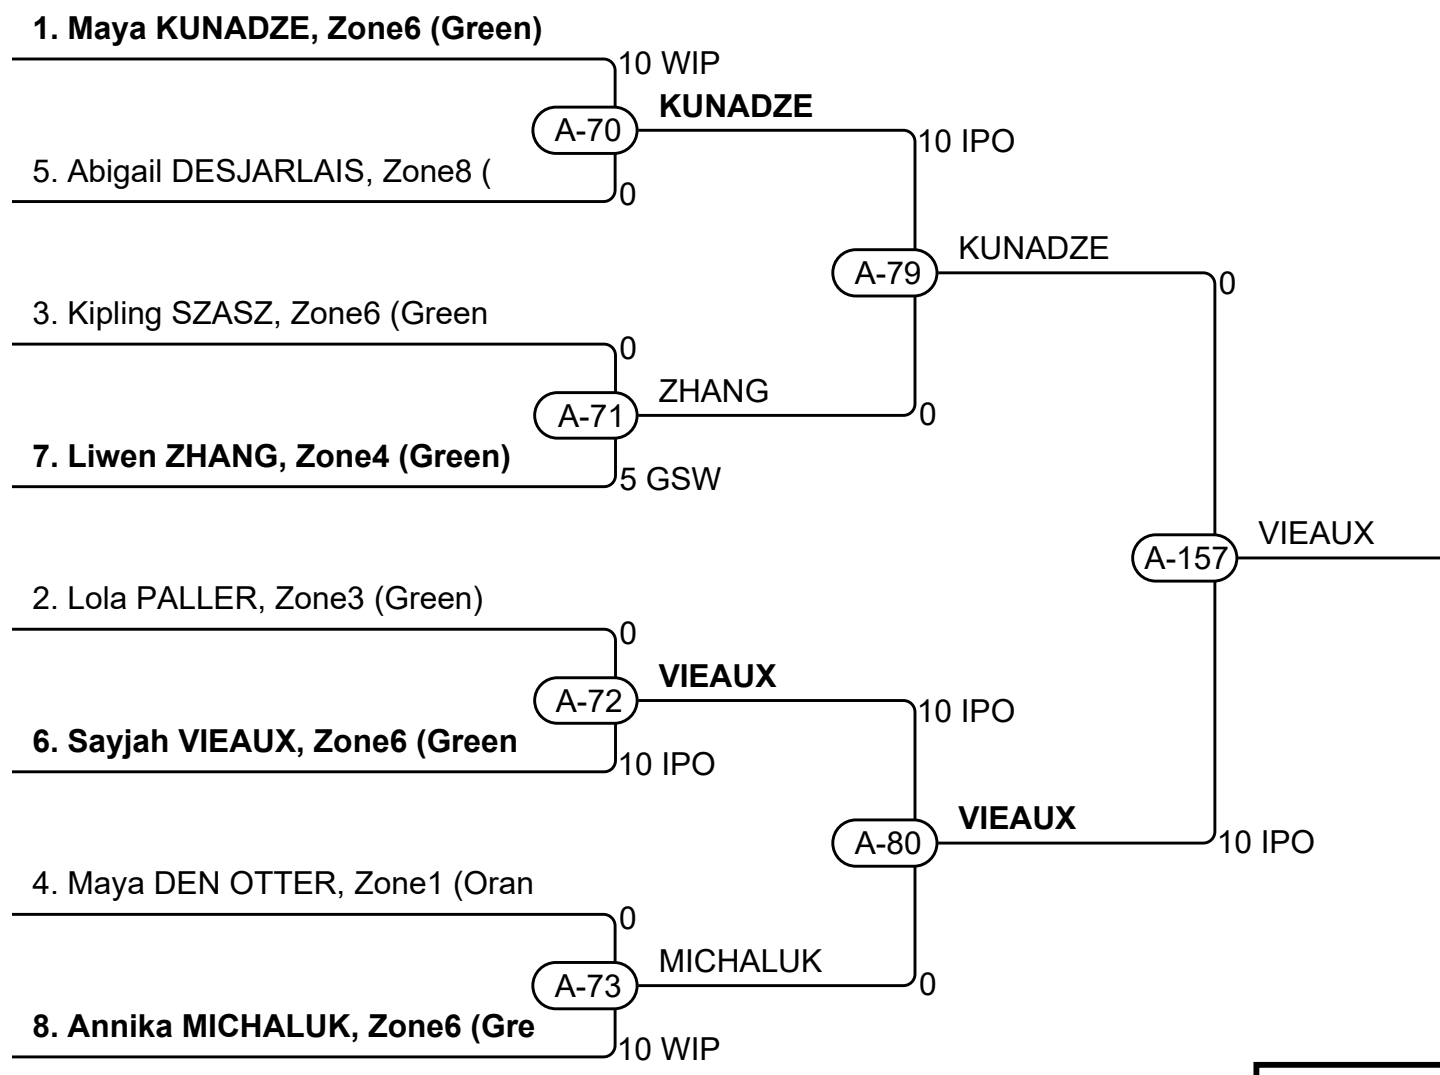 1. Maya KUNADZE, Zone6 (Green)
10 WIP
KUNADZE
A-70
10 IPO
5. Abigail DESJARLAIS, Zone8 (
0
KUNADZE
A-79
0
3. Kipling SZASZ, Zone6 (Green
0
ZHANG
A-71
0
7. Liwen ZHANG, Zone4 (Green)
5 GSW
VIEAUX
A-157
2. Lola PALLER, Zone3 (Green)
0
VIEAUX
A-72
10 IPO
6. Sayjah VIEAUX, Zone6 (Green
10 IPO
VIEAUX
A-80
10 IPO
4. Maya DEN OTTER, Zone1 (Oran
0
MICHALUK
A-73
0
8. Annika MICHALUK, Zone6 (Gre
10 WIP